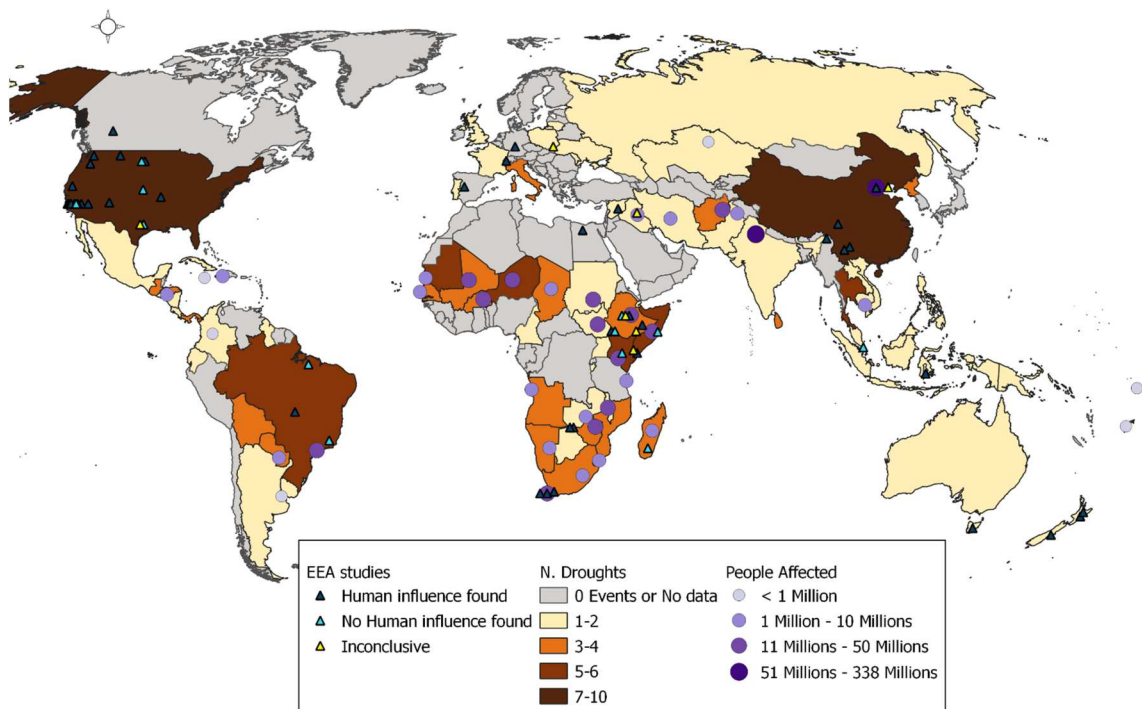 EEA studies
Human influence found
No Human influence found
Inconclusive
N. Droughts
0 Events or No data
1-2
3-4
5-6
7-10
People Affected
< 1 Million
1 Million - 10 Millions
11 Millions - 50 Millions
51 Millions - 338 Millions